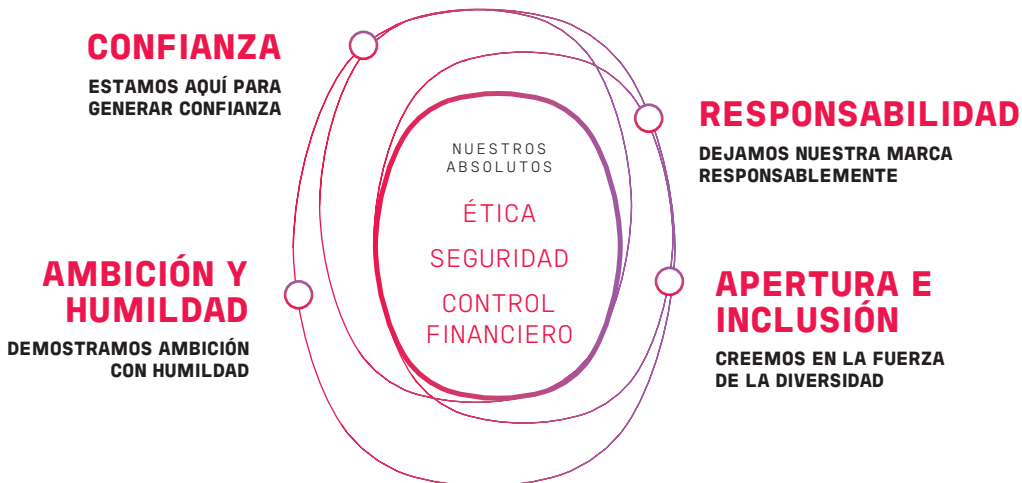 CONFIANZA
ESTAMOS AQUÍ PARA
GENERAR CONFIANZA
RESPONSABILIDAD
DEJAMOS NUESTRA MARCA
RESPONSABLEMENTE
NUESTROS
ABSOLUTOS
ÉTICA
SEGURIDAD
CONTROL
FINANCIERO
AMBICIÓN Y
HUMILDAD
DEMOSTRAMOS AMBICIÓN
CON HUMILDAD
APERTURA E
INCLUSIÓN
CREEMOS EN LA FUERZA
DE LA DIVERSIDAD